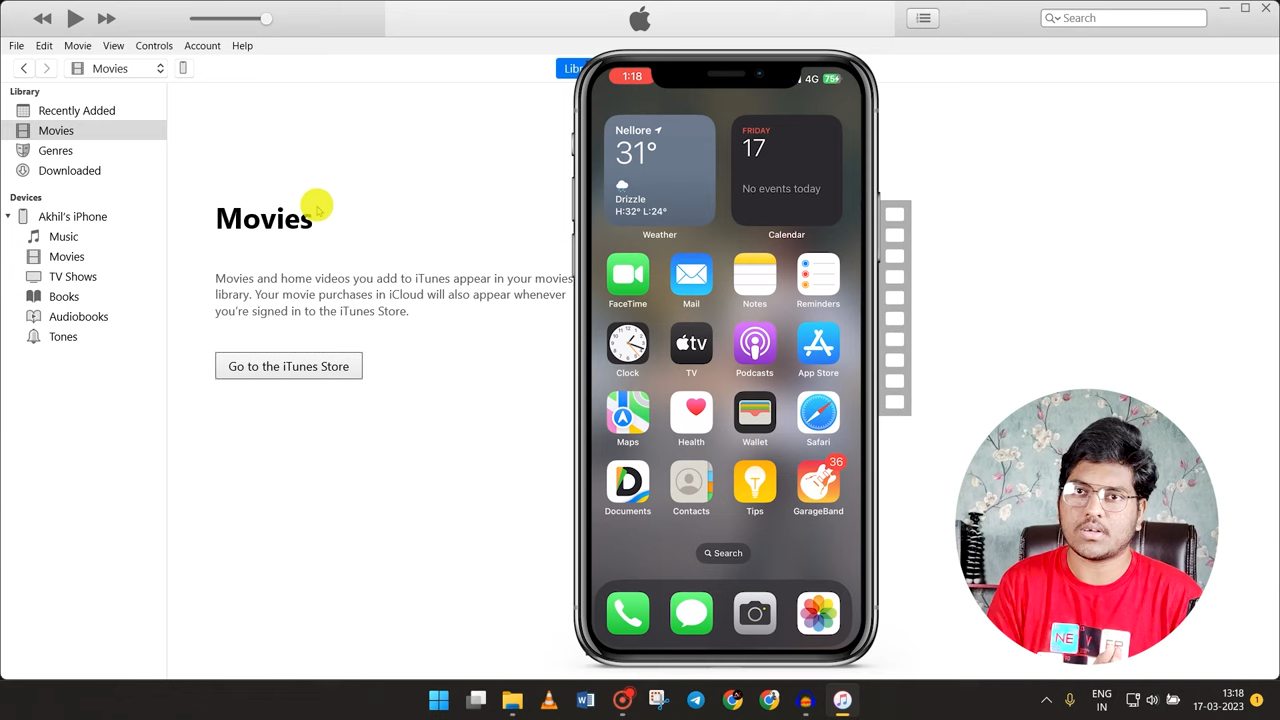 Search
File Edit Movie View Controls Account Help
Movies
Library
Recently Added
Movies
Genres
Downloaded
Devices
Akhil's iPhone
Music
Movies
TV Shows
Books
Audiobooks
Tones
Movies
Movies and home videos you add to iTunes appear in your movies
library. Your movie purchases in iCloud will also appear whenever
you're signed in to the iTunes Store.
Go to the iTunes Store
1:18 4G 75
Nellore
31°
Drizzle
H:32° L:24°
Weather
FRIDAY
17
No events today
Calendar
FaceTime Mail Notes Reminders
tv
Clock TV Podcasts App Store
Maps Health Wallet Safari
36
Documents Contacts Tips GarageBand
Search
ENG
IN
13:18
17-03-2023
1